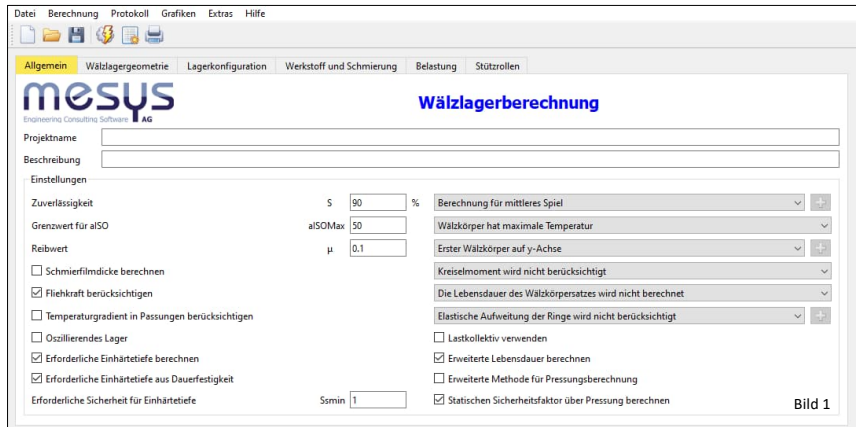 Datei Berechnung Protokoll Grafiken Extras Hilfe
Allgemein Wälzlagergeometrie Lagerkonfiguration Werkstoff und Schmierung Belastung Stützrollen
mesys
Engineering Consulting Software AG
Wälzlagerberechnung
Projektname
Beschreibung
Einstellungen
Zuverlässigkeit S 90 % Berechnung für mittleres Spiel
Grenzwert für aISO aISOMax 50 Wälzkörper hat maximale Temperatur
Reibwert μ 0.1 Erster Wälzkörper auf y-Achse
Schmierfilmdicke berechnen Kreiselmoment wird nicht berücksichtigt
Fliehkraft berücksichtigen Die Lebensdauer des Wälzkörpersatzes wird nicht berechnet
Temperaturgradient in Passungen berücksichtigen Elastische Aufweitung der Ringe wird nicht berücksichtigt
Oszillierendes Lager Lastkollektiv verwenden
Erforderliche Einhärtetiefe berechnen Erweiterte Lebensdauer berechnen
Erforderliche Einhärtetiefe aus Dauerfestigkeit Erweiterte Methode für Pressungsberechnung
Erforderliche Sicherheit für Einhärtetiefe Ssmin 1 Statischen Sicherheitsfaktor über Pressung berechnen
Bild 1